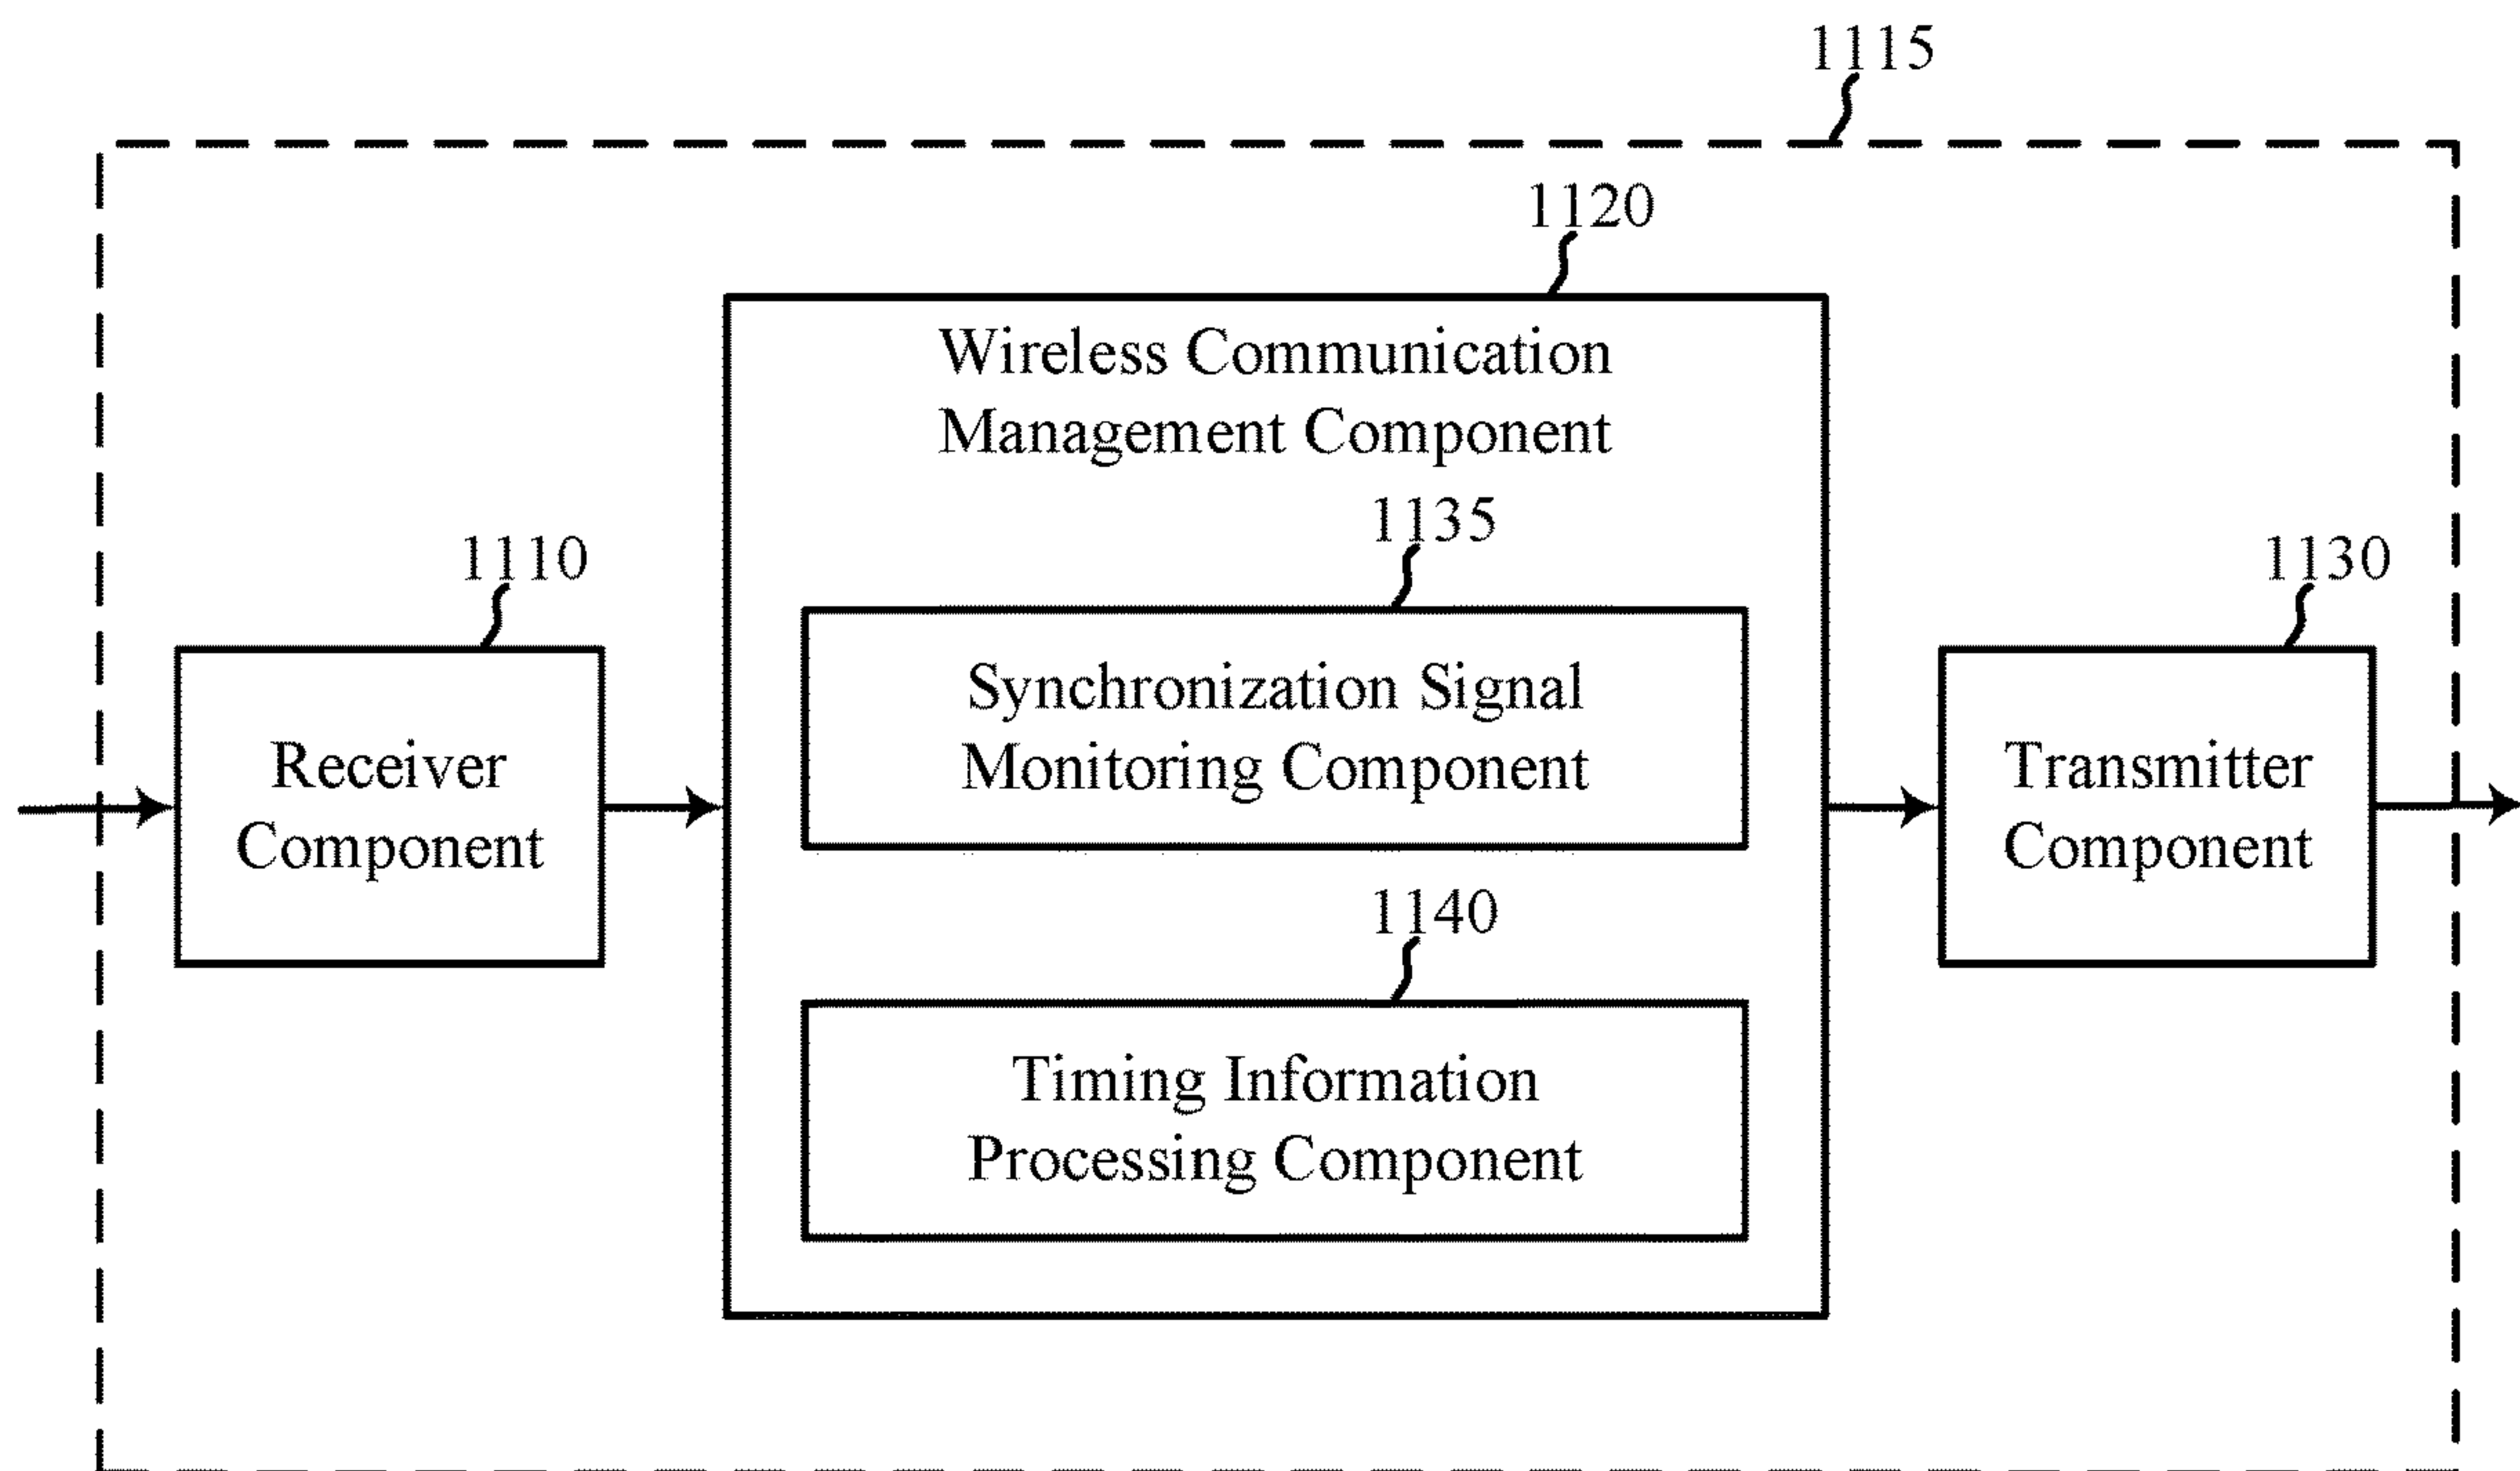 1115
1120
Wireless Communication
Management Component
1110
Receiver
Component
1135
Synchronization Signal
Monitoring Component
1140
Timing Information
Processing Component
1130
Transmitter
Component